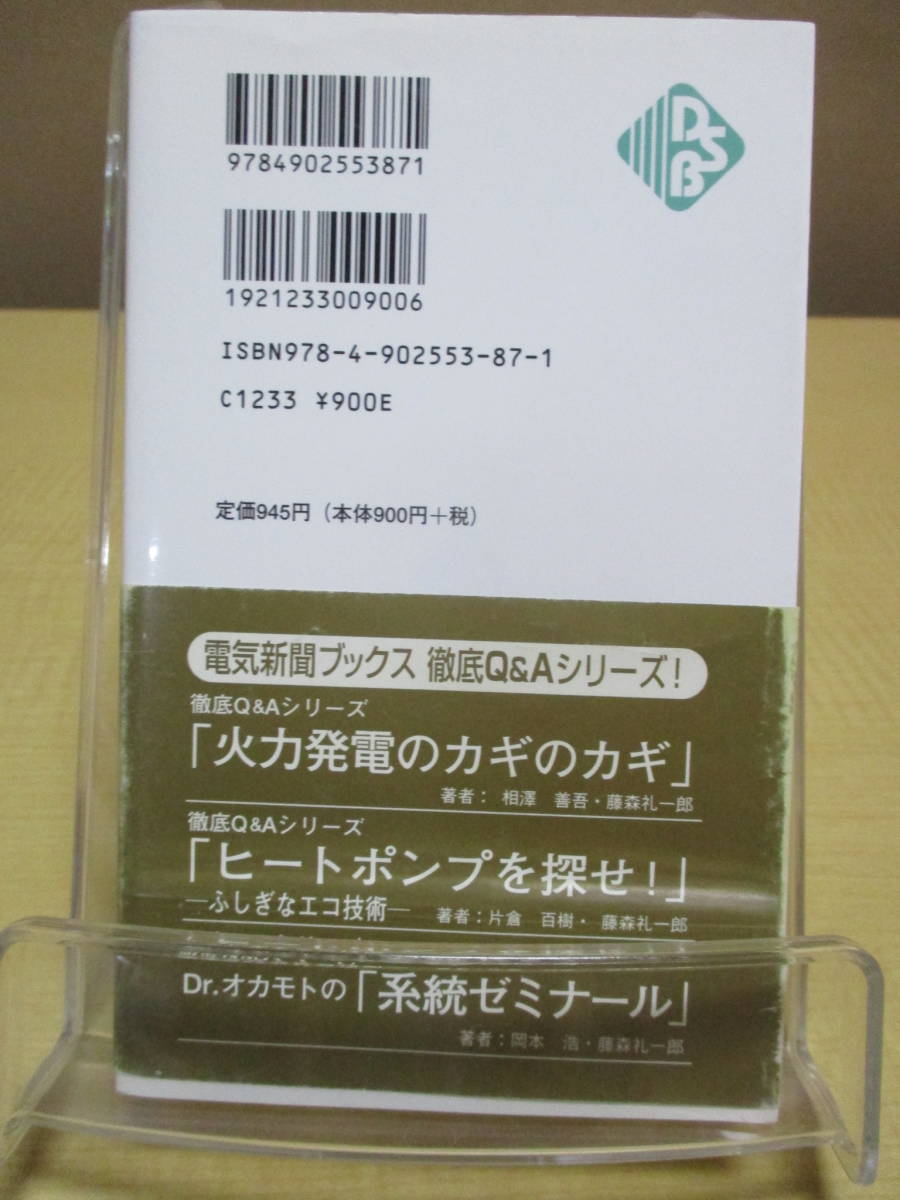 9784902553871
DSB
1921233009006
ISBN978-4-902553-87-1
C1233 ¥900E
定価945円（本体900円＋税）
電気新聞ブックス 徹底Q&Aシリーズ！
徹底Q&Aシリーズ
「火力発電のカギのカギ」
著者： 相澤 善吾・藤森礼一郎
徹底Q&Aシリーズ
「ヒートポンプを探せ！」
―ふしぎなエコ技術―
著者：片倉 百樹・ 藤森礼一郎
Dr.オカモトの「系統ゼミナール」
著者：岡本 浩・藤森礼一郎